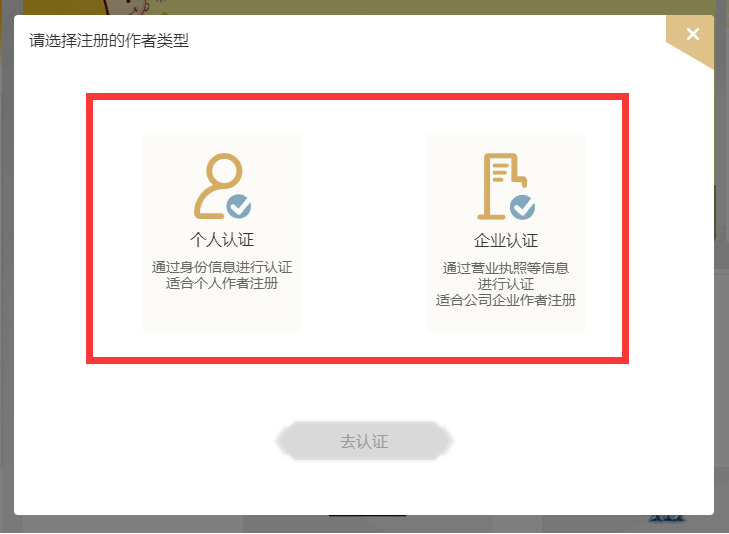 请选择注册的作者类型
个人认证
通过身份信息进行认证
适合个人作者注册
企业认证
通过营业执照等信息
进行认证
适合公司企业作者注册
去认证